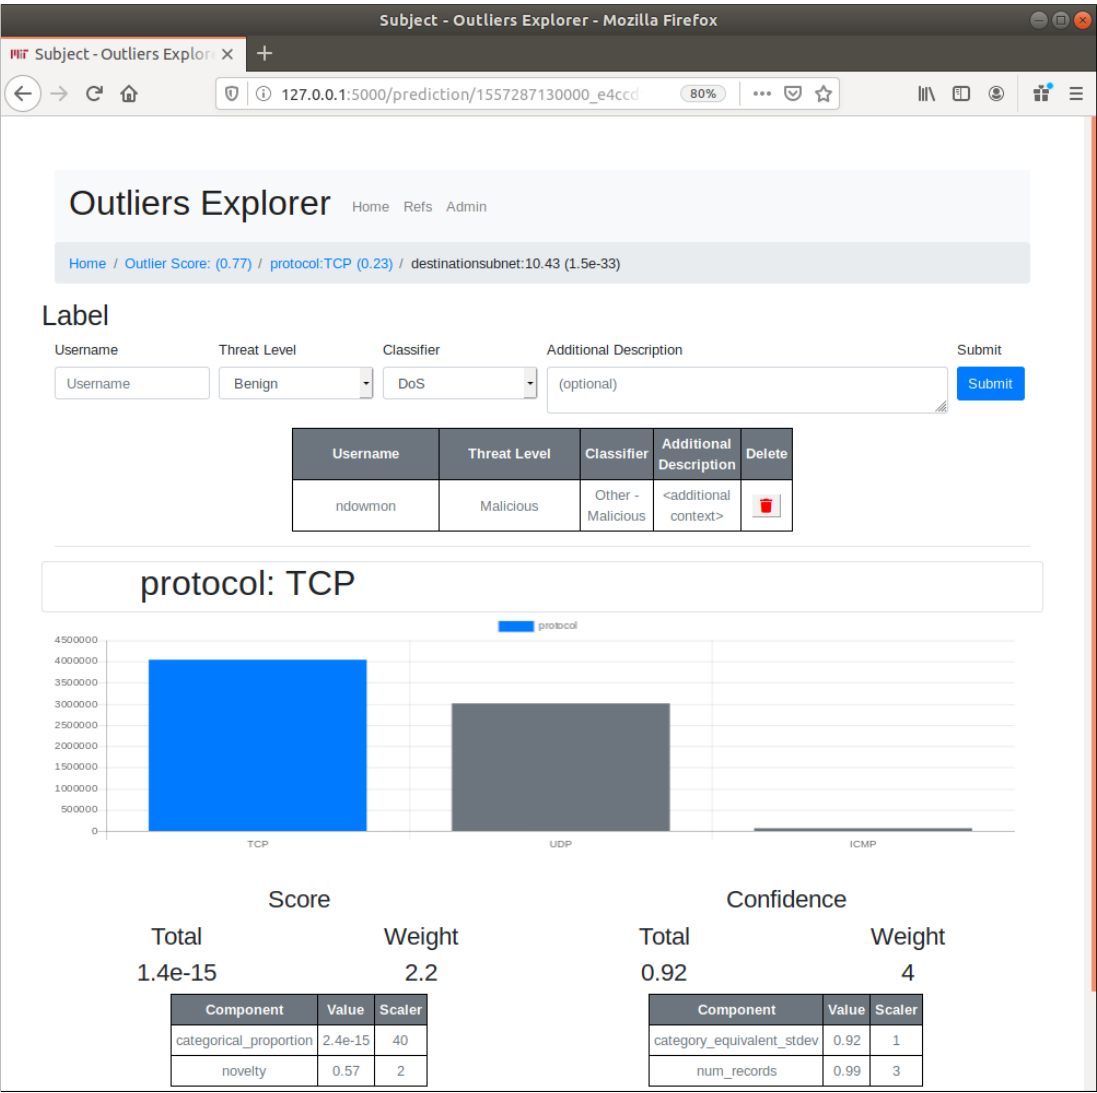 Subject - Outliers Explorer - Mozilla Firefox
Subject - Outliers Explor
127.0.0.1:5000/prediction/1557287130000_e4ccd 80%
Outliers Explorer Home Refs Admin
Home / Outlier Score: (0.77) / protocol:TCP (0.23) / destinationsubnet:10.43 (1.5e-33)
Label
Username Threat Level Classifier Additional Description Submit
Username Benign DoS (optional) Submit
Username Threat Level Classifier Additional Description Delete
ndowmon Malicious Other - Malicious <additional context>
protocol: TCP
protocol
4500000
4000000
3500000
3000000
2500000
2000000
1500000
1000000
500000
0
TCP UDP ICMP
Score Confidence
Total Weight Total Weight
1.4e-15 2.2 0.92 4
Component Value Scaler Component Value Scaler
categorical_proportion 2.4e-15 40 category_equivalent_stdev 0.92 1
novelty 0.57 2 num_records 0.99 3